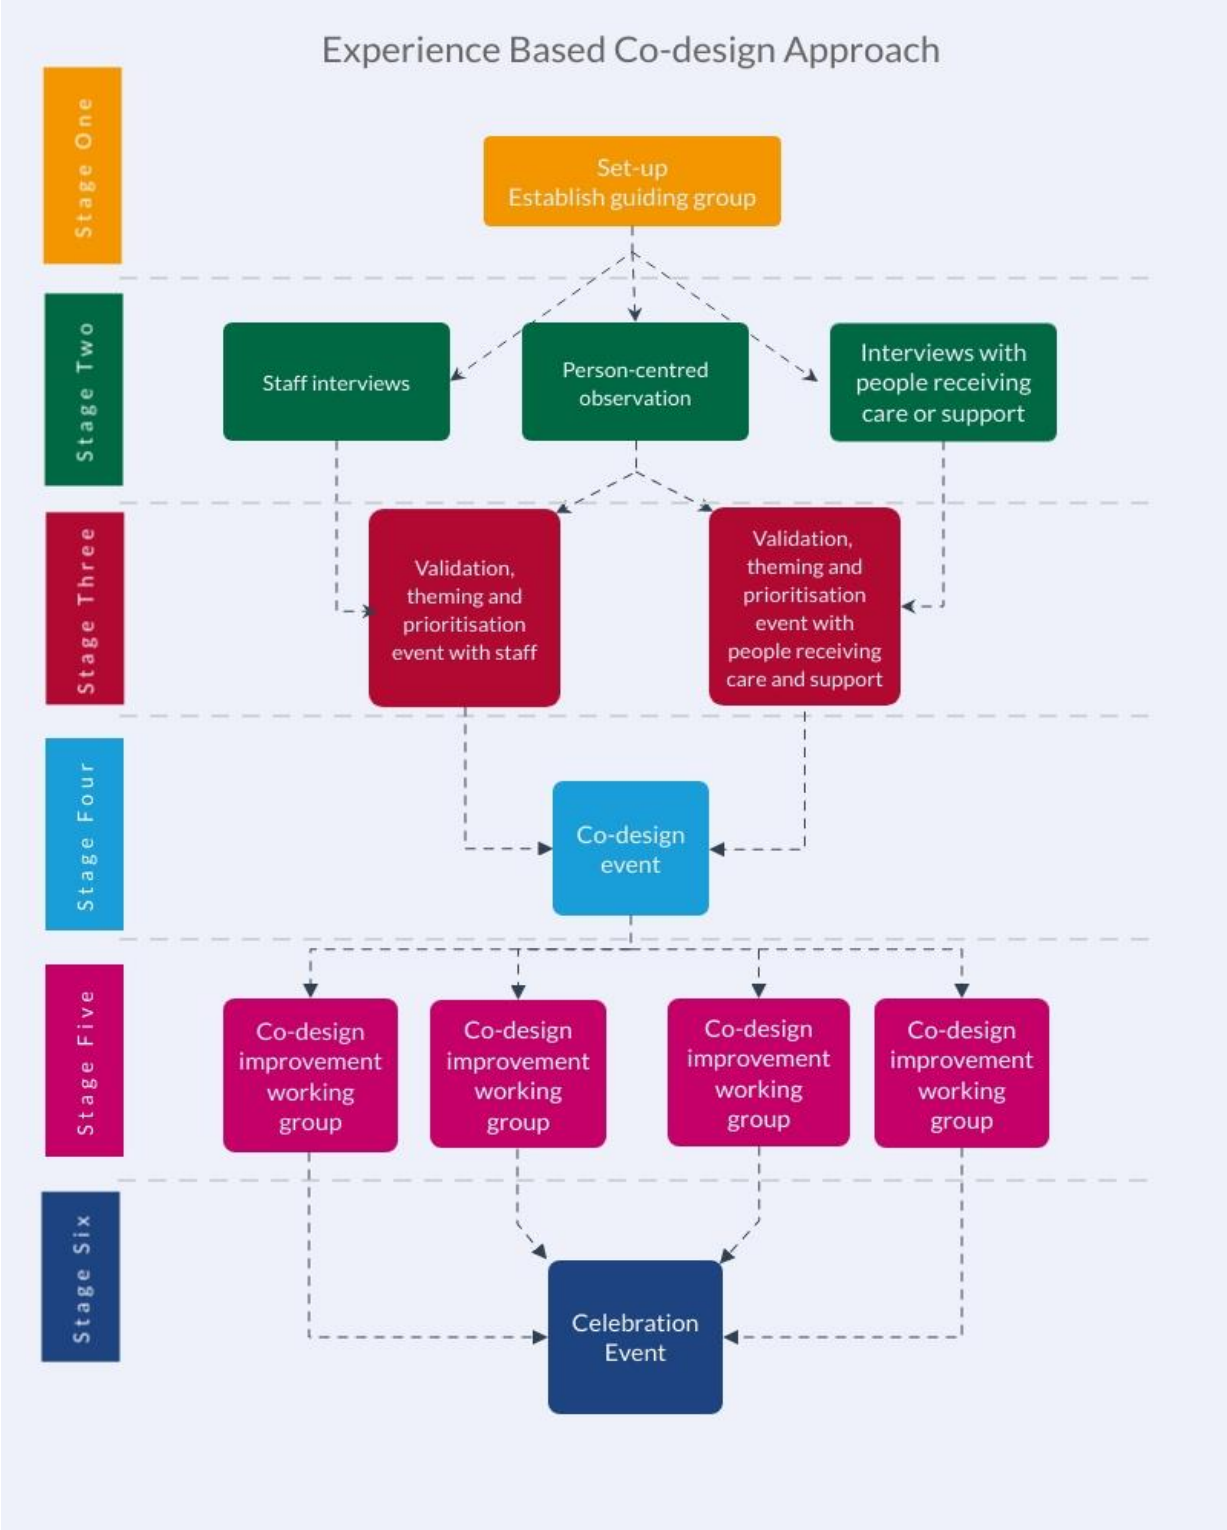 Experience Based Co-design Approach
Stage One
Set-up
Establish guiding group
Stage Two
Staff interviews
Person-centred
observation
Interviews with
people receiving
care or support
Stage Three
Validation,
theming and
prioritisation
event with staff
Validation,
theming and
prioritisation
event with
people receiving
care and support
Stage Four
Co-design
event
Stage Five
Co-design
improvement
working
group
Co-design
improvement
working
group
Co-design
improvement
working
group
Co-design
improvement
working
group
Stage Six
Celebration
Event